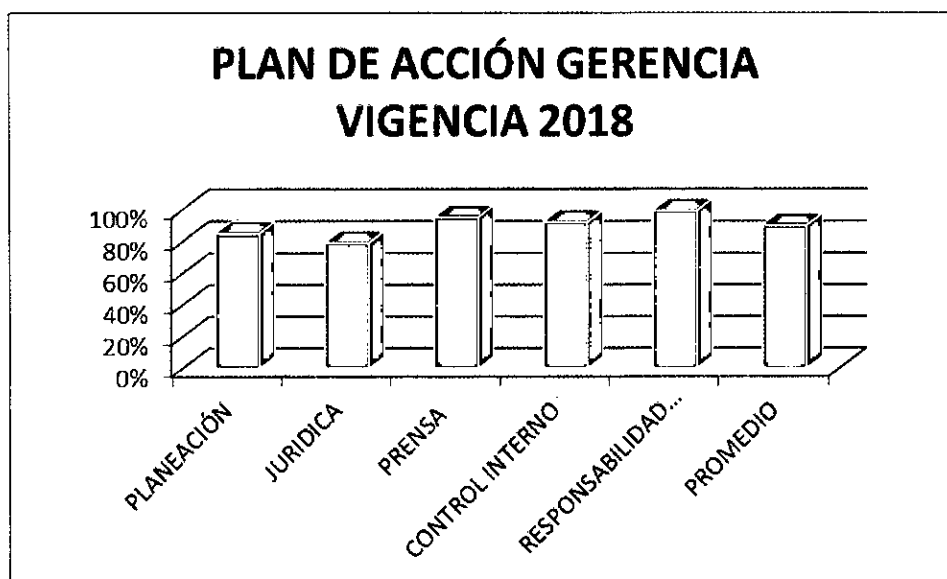 PLAN DE ACCIÓN GERENCIA
VIGENCIA 2018
100%
80%
60%
40%
20%
0%
PLANEACIÓN
JURIDICA
PRENSA
CONTROL INTERNO
RESPONSABILIDAD...
PROMEDIO